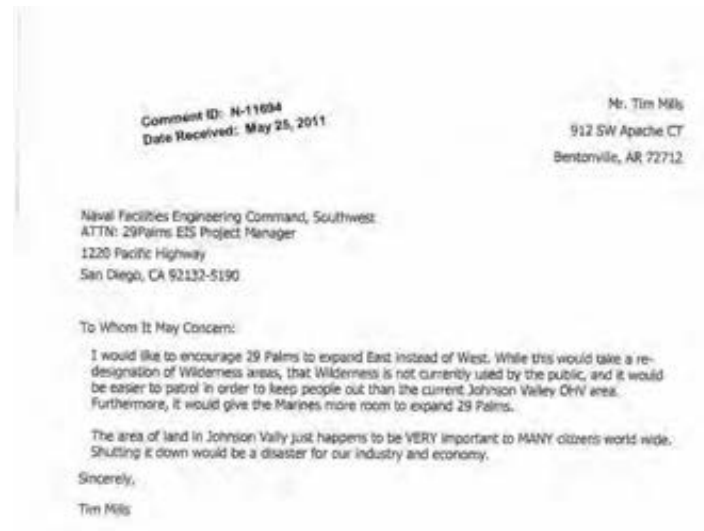 Comment ID: N-11694
Date Received: May 25, 2011
Mr. Tim Mills
912 SW Apache CT
Bentonville, AR 72712
Naval Facilities Engineering Command, Southwest
ATTN: 29Palms EIS Project Manager
1220 Pacific Highway
San Diego, CA 92132-5190
To Whom It May Concern:
I would like to encourage 29 Palms to expand East instead of West. While this would take a re-
designation of Wilderness areas, that Wilderness is not currently used by the public, and it would
be easier to patrol in order to keep people out than the current Johnson Valley OHV area.
Furthermore, it would give the Marines more room to expand 29 Palms.
The area of land in Johnson Vally just happens to be VERY important to MANY citizens world wide.
Shutting it down would be a disaster for our industry and economy.
Sincerely,
Tim Mills